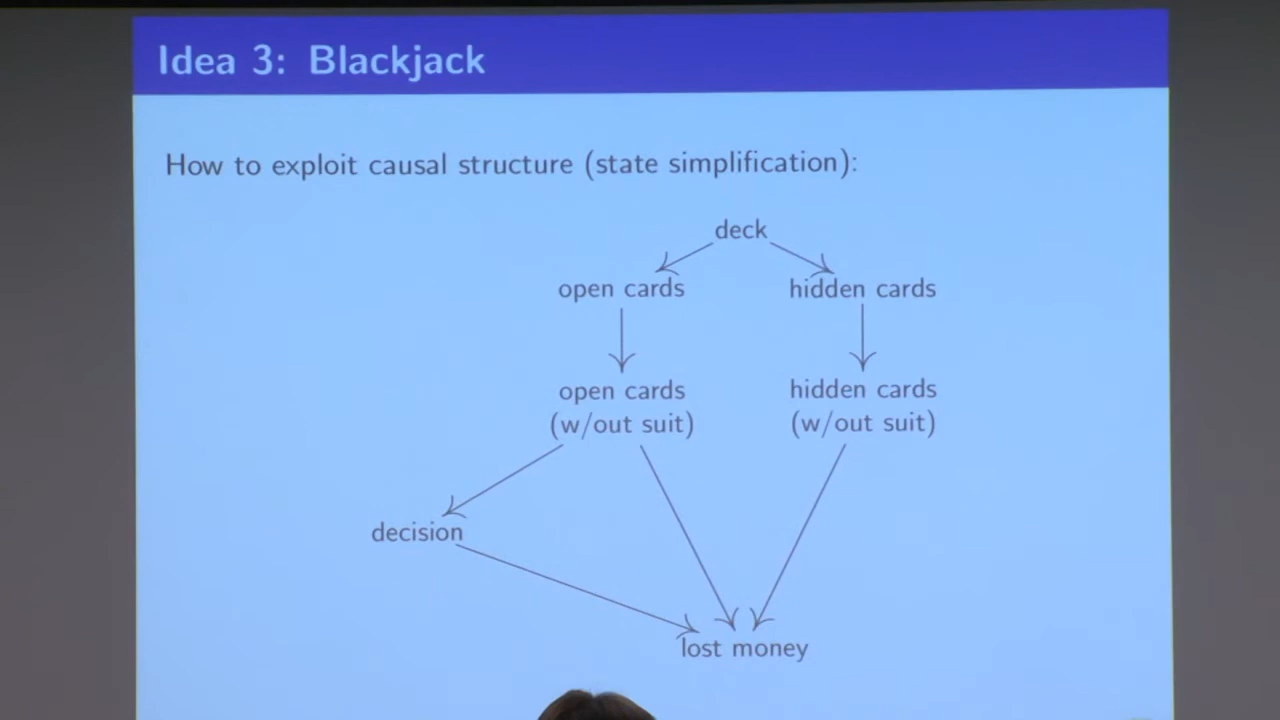 Idea 3: Blackjack
How to exploit causal structure (state simplification):
deck
open cards
hidden cards
open cards
(w/out suit)
hidden cards
(w/out suit)
decision
lost money